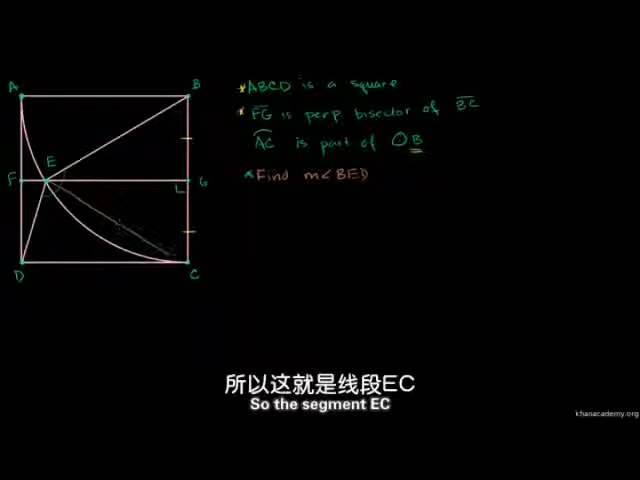 A B
*ABCD is a square
* FG is perp. bisector of BC
AC is part of ⊙B
*Find m∠BED
E
F G
D C
所以这就是线段EC
So the segment EC
khanacademy.org